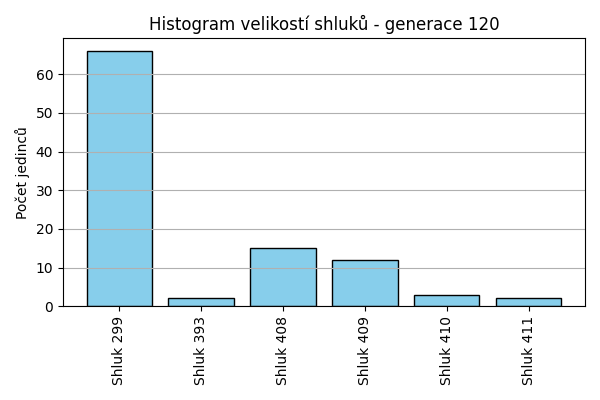 Histogram velikostí shluků - generace 120
Počet jedinců
60
50
40
30
20
10
0
Shluk 299
Shluk 393
Shluk 408
Shluk 409
Shluk 410
Shluk 411